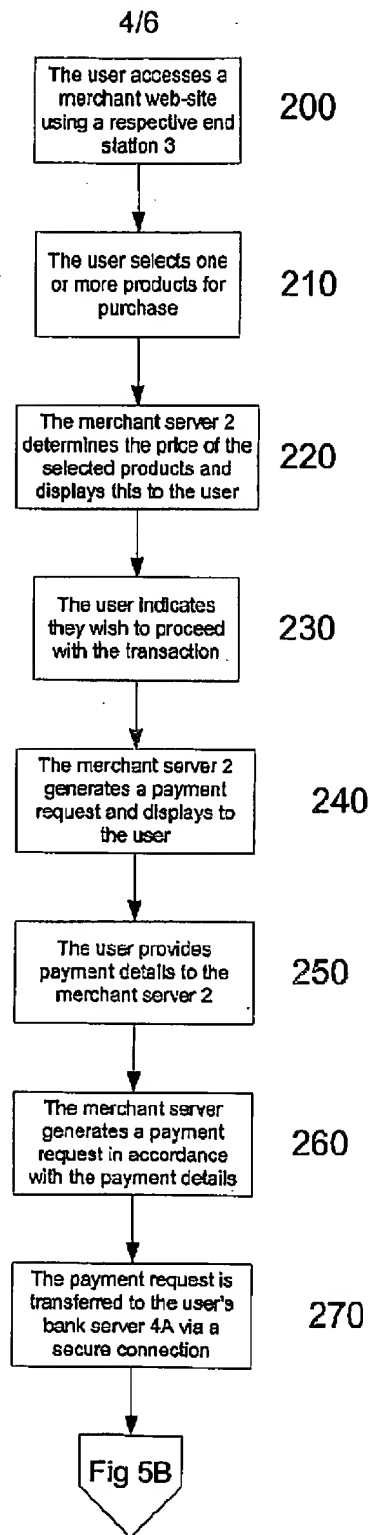 4/6
The user accesses a
merchant web-site
using a respective end
station 3
200
The user selects one
or more products for
purchase
210
The merchant server 2
determines the price of the
selected products and
displays this to the user
220
The user indicates
they wish to proceed
with the transaction
230
The merchant server 2
generates a payment
request and displays to
the user
240
The user provides
payment details to the
merchant server 2
250
The merchant server
generates a payment
request in accordance
with the payment details
260
The payment request is
transferred to the user's
bank server 4A via a
secure connection
270
Fig 5B